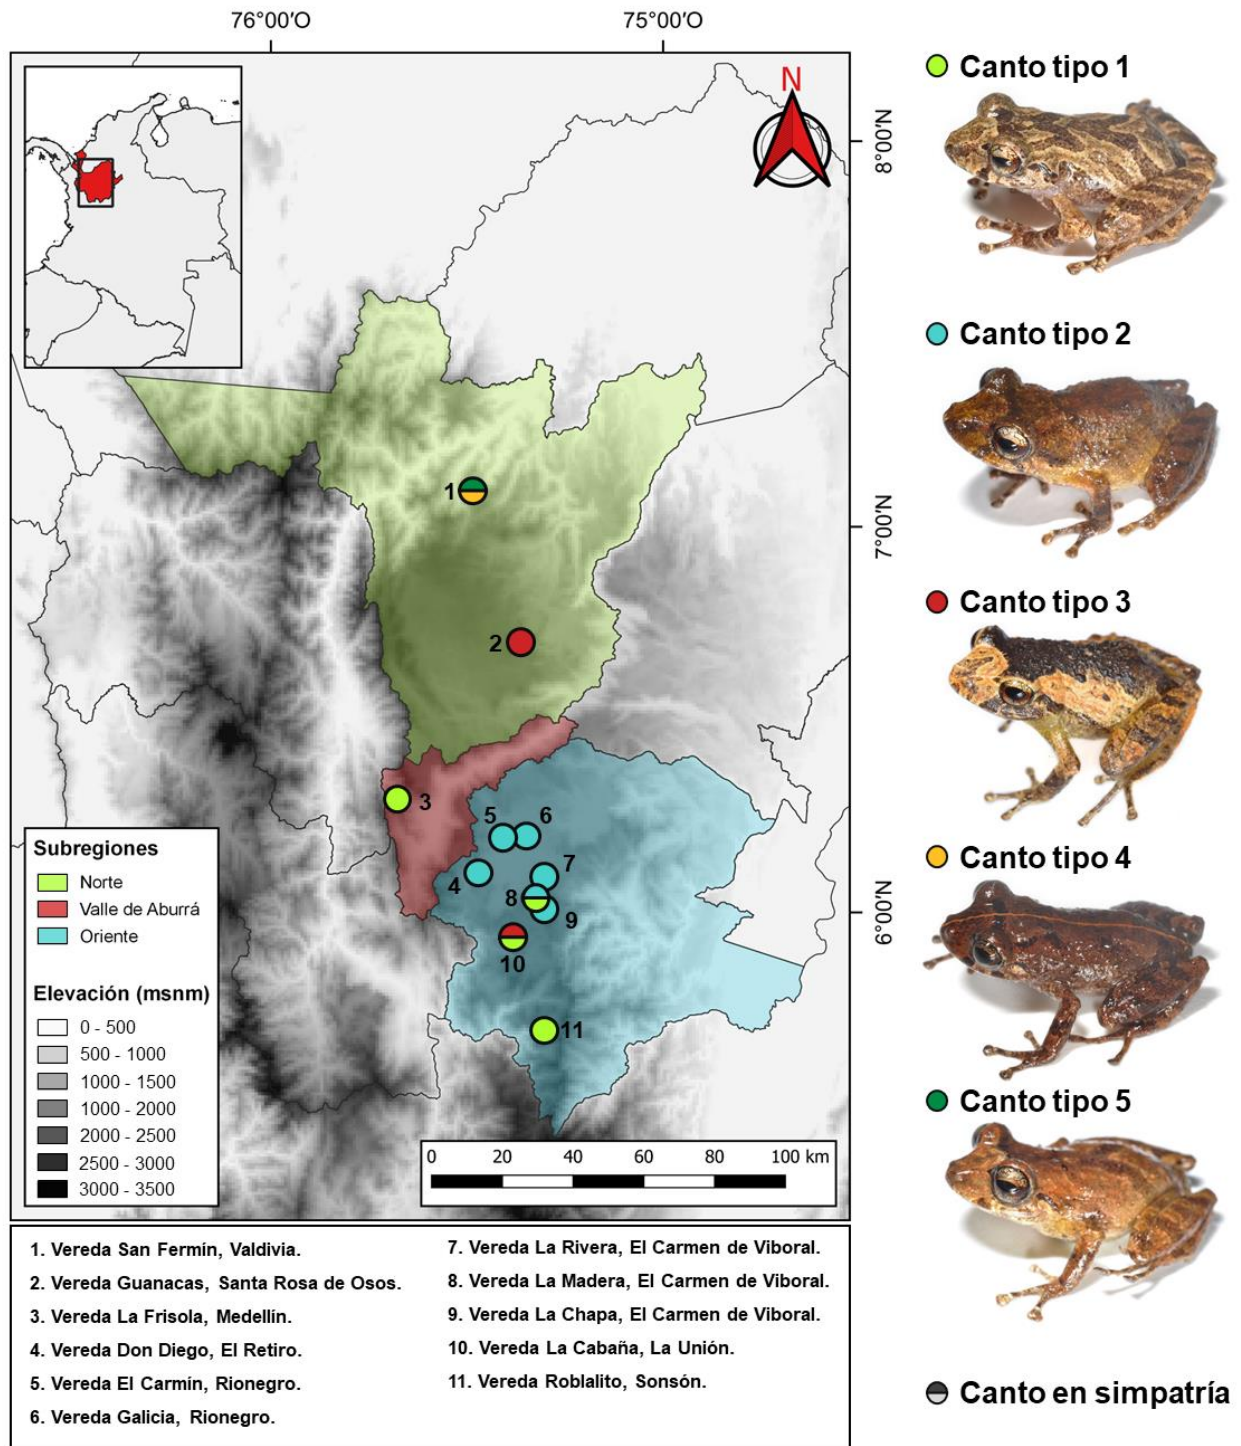 76°00'O
75°00'O
N
8°00'N
7°00'N
6°00'N
1
2
3
5
6
4
7
8
9
10
11
Subregiones
Norte
Valle de Aburrá
Oriente
Elevación (msnm)
0 - 500
500 - 1000
1000 - 1500
1000 - 2000
2000 - 2500
2500 - 3000
3000 - 3500
0 20 40 60 80 100 km
1. Vereda San Fermín, Valdivia.
2. Vereda Guanacas, Santa Rosa de Osos.
3. Vereda La Frisola, Medellín.
4. Vereda Don Diego, El Retiro.
5. Vereda El Carmín, Rionegro.
6. Vereda Galicia, Rionegro.
7. Vereda La Rivera, El Carmen de Viboral.
8. Vereda La Madera, El Carmen de Viboral.
9. Vereda La Chapa, El Carmen de Viboral.
10. Vereda La Cabaña, La Unión.
11. Vereda Roblalito, Sonsón.
Canto tipo 1
Canto tipo 2
Canto tipo 3
Canto tipo 4
Canto tipo 5
Canto en simpatría